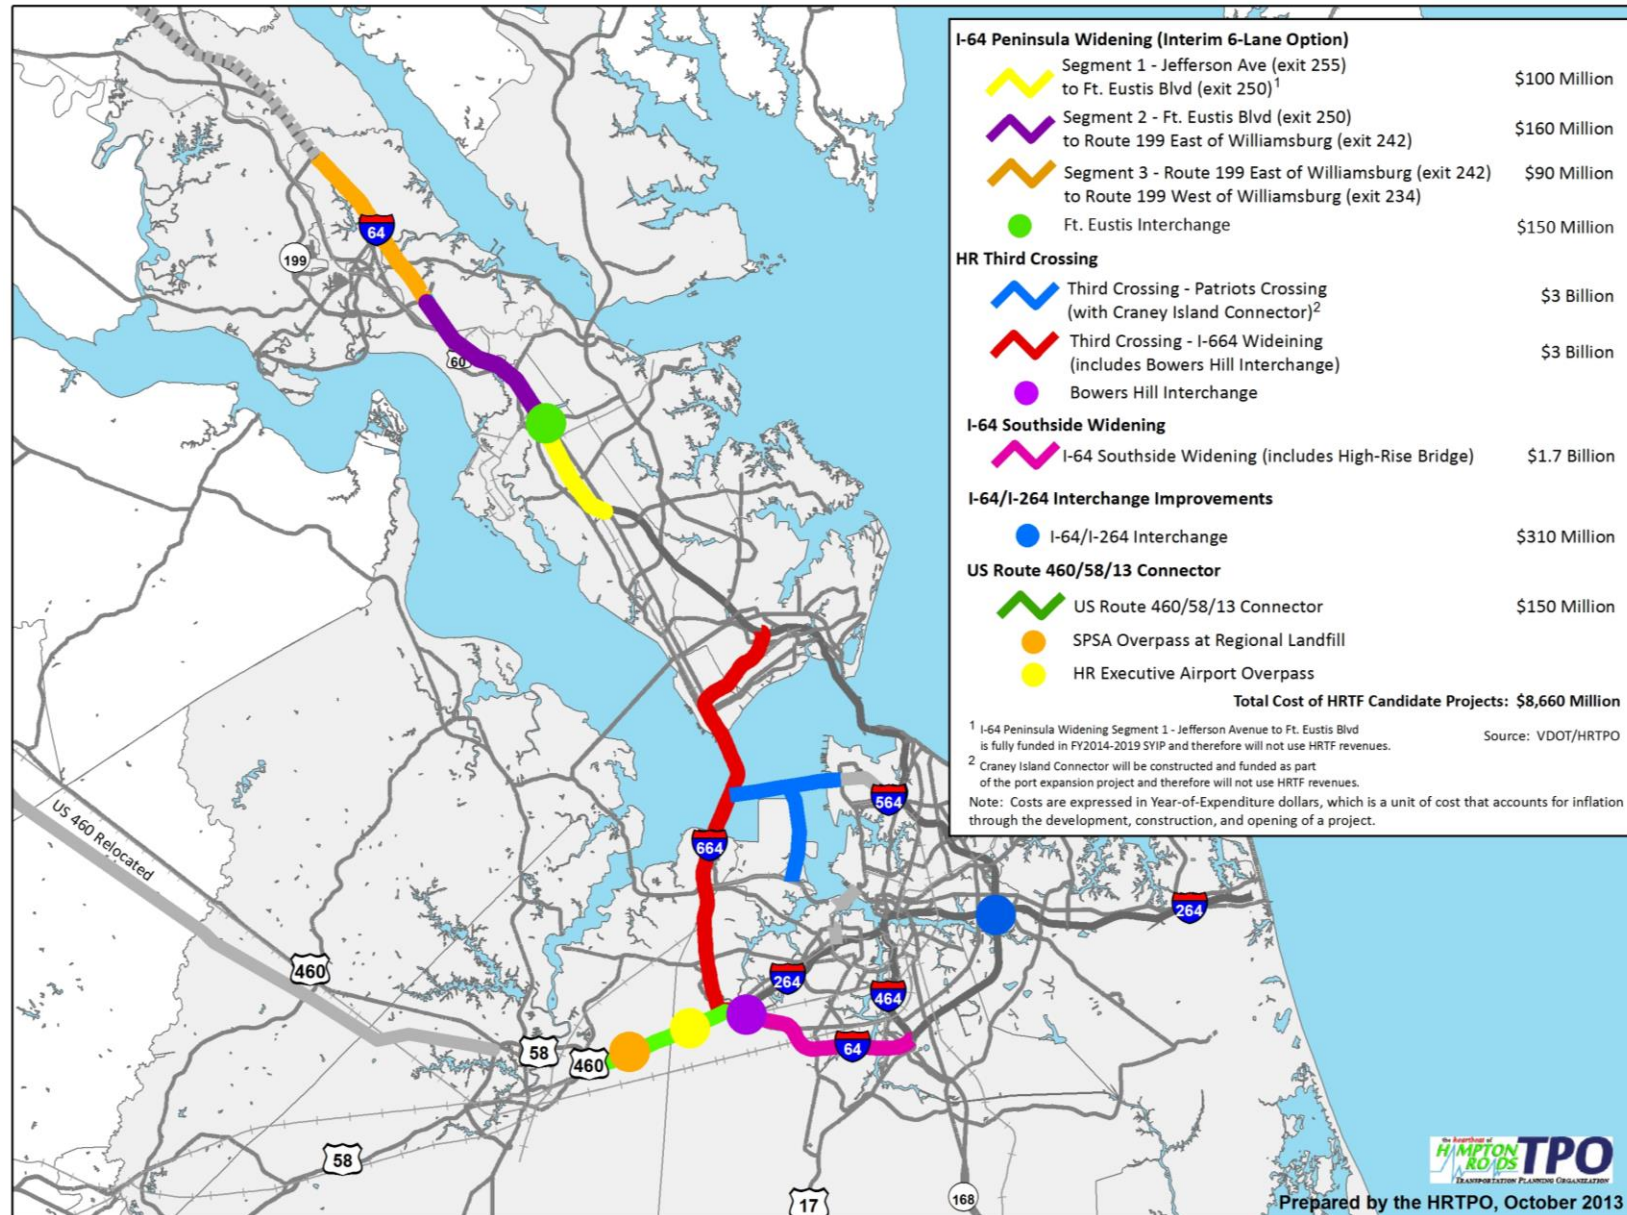 I-64 Peninsula Widening (Interim 6-Lane Option)
Segment 1 - Jefferson Ave (exit 255)
to Ft. Eustis Blvd (exit 250)1
$100 Million
Segment 2 - Ft. Eustis Blvd (exit 250)
to Route 199 East of Williamsburg (exit 242)
$160 Million
Segment 3 - Route 199 East of Williamsburg (exit 242)
to Route 199 West of Williamsburg (exit 234)
$90 Million
Ft. Eustis Interchange
$150 Million
HR Third Crossing
Third Crossing - Patriots Crossing
(with Craney Island Connector)2
$3 Billion
Third Crossing - I-664 Wideining
(includes Bowers Hill Interchange)
$3 Billion
Bowers Hill Interchange
I-64 Southside Widening
I-64 Southside Widening (includes High-Rise Bridge)
$1.7 Billion
I-64/I-264 Interchange Improvements
I-64/I-264 Interchange
$310 Million
US Route 460/58/13 Connector
US Route 460/58/13 Connector
$150 Million
SPSA Overpass at Regional Landfill
HR Executive Airport Overpass
Total Cost of HRTF Candidate Projects: $8,660 Million
1 I-64 Peninsula Widening Segment 1 - Jefferson Avenue to Ft. Eustis Blvd
is fully funded in FY2014-2019 SYIP and therefore will not use HRTF revenues.
Source: VDOT/HRTPO
2 Craney Island Connector will be constructed and funded as part
of the port expansion project and therefore will not use HRTF revenues.
Note: Costs are expressed in Year-of-Expenditure dollars, which is a unit of cost that accounts for inflation
through the development, construction, and opening of a project.
64
199
60
564
664
US 460 Relocated
264
460
264
464
58
460
64
58
17
168
the heartbeat of
HAMPTON
ROADS
TPO
TRANSPORTATION PLANNING ORGANIZATION
Prepared by the HRTPO, October 2013